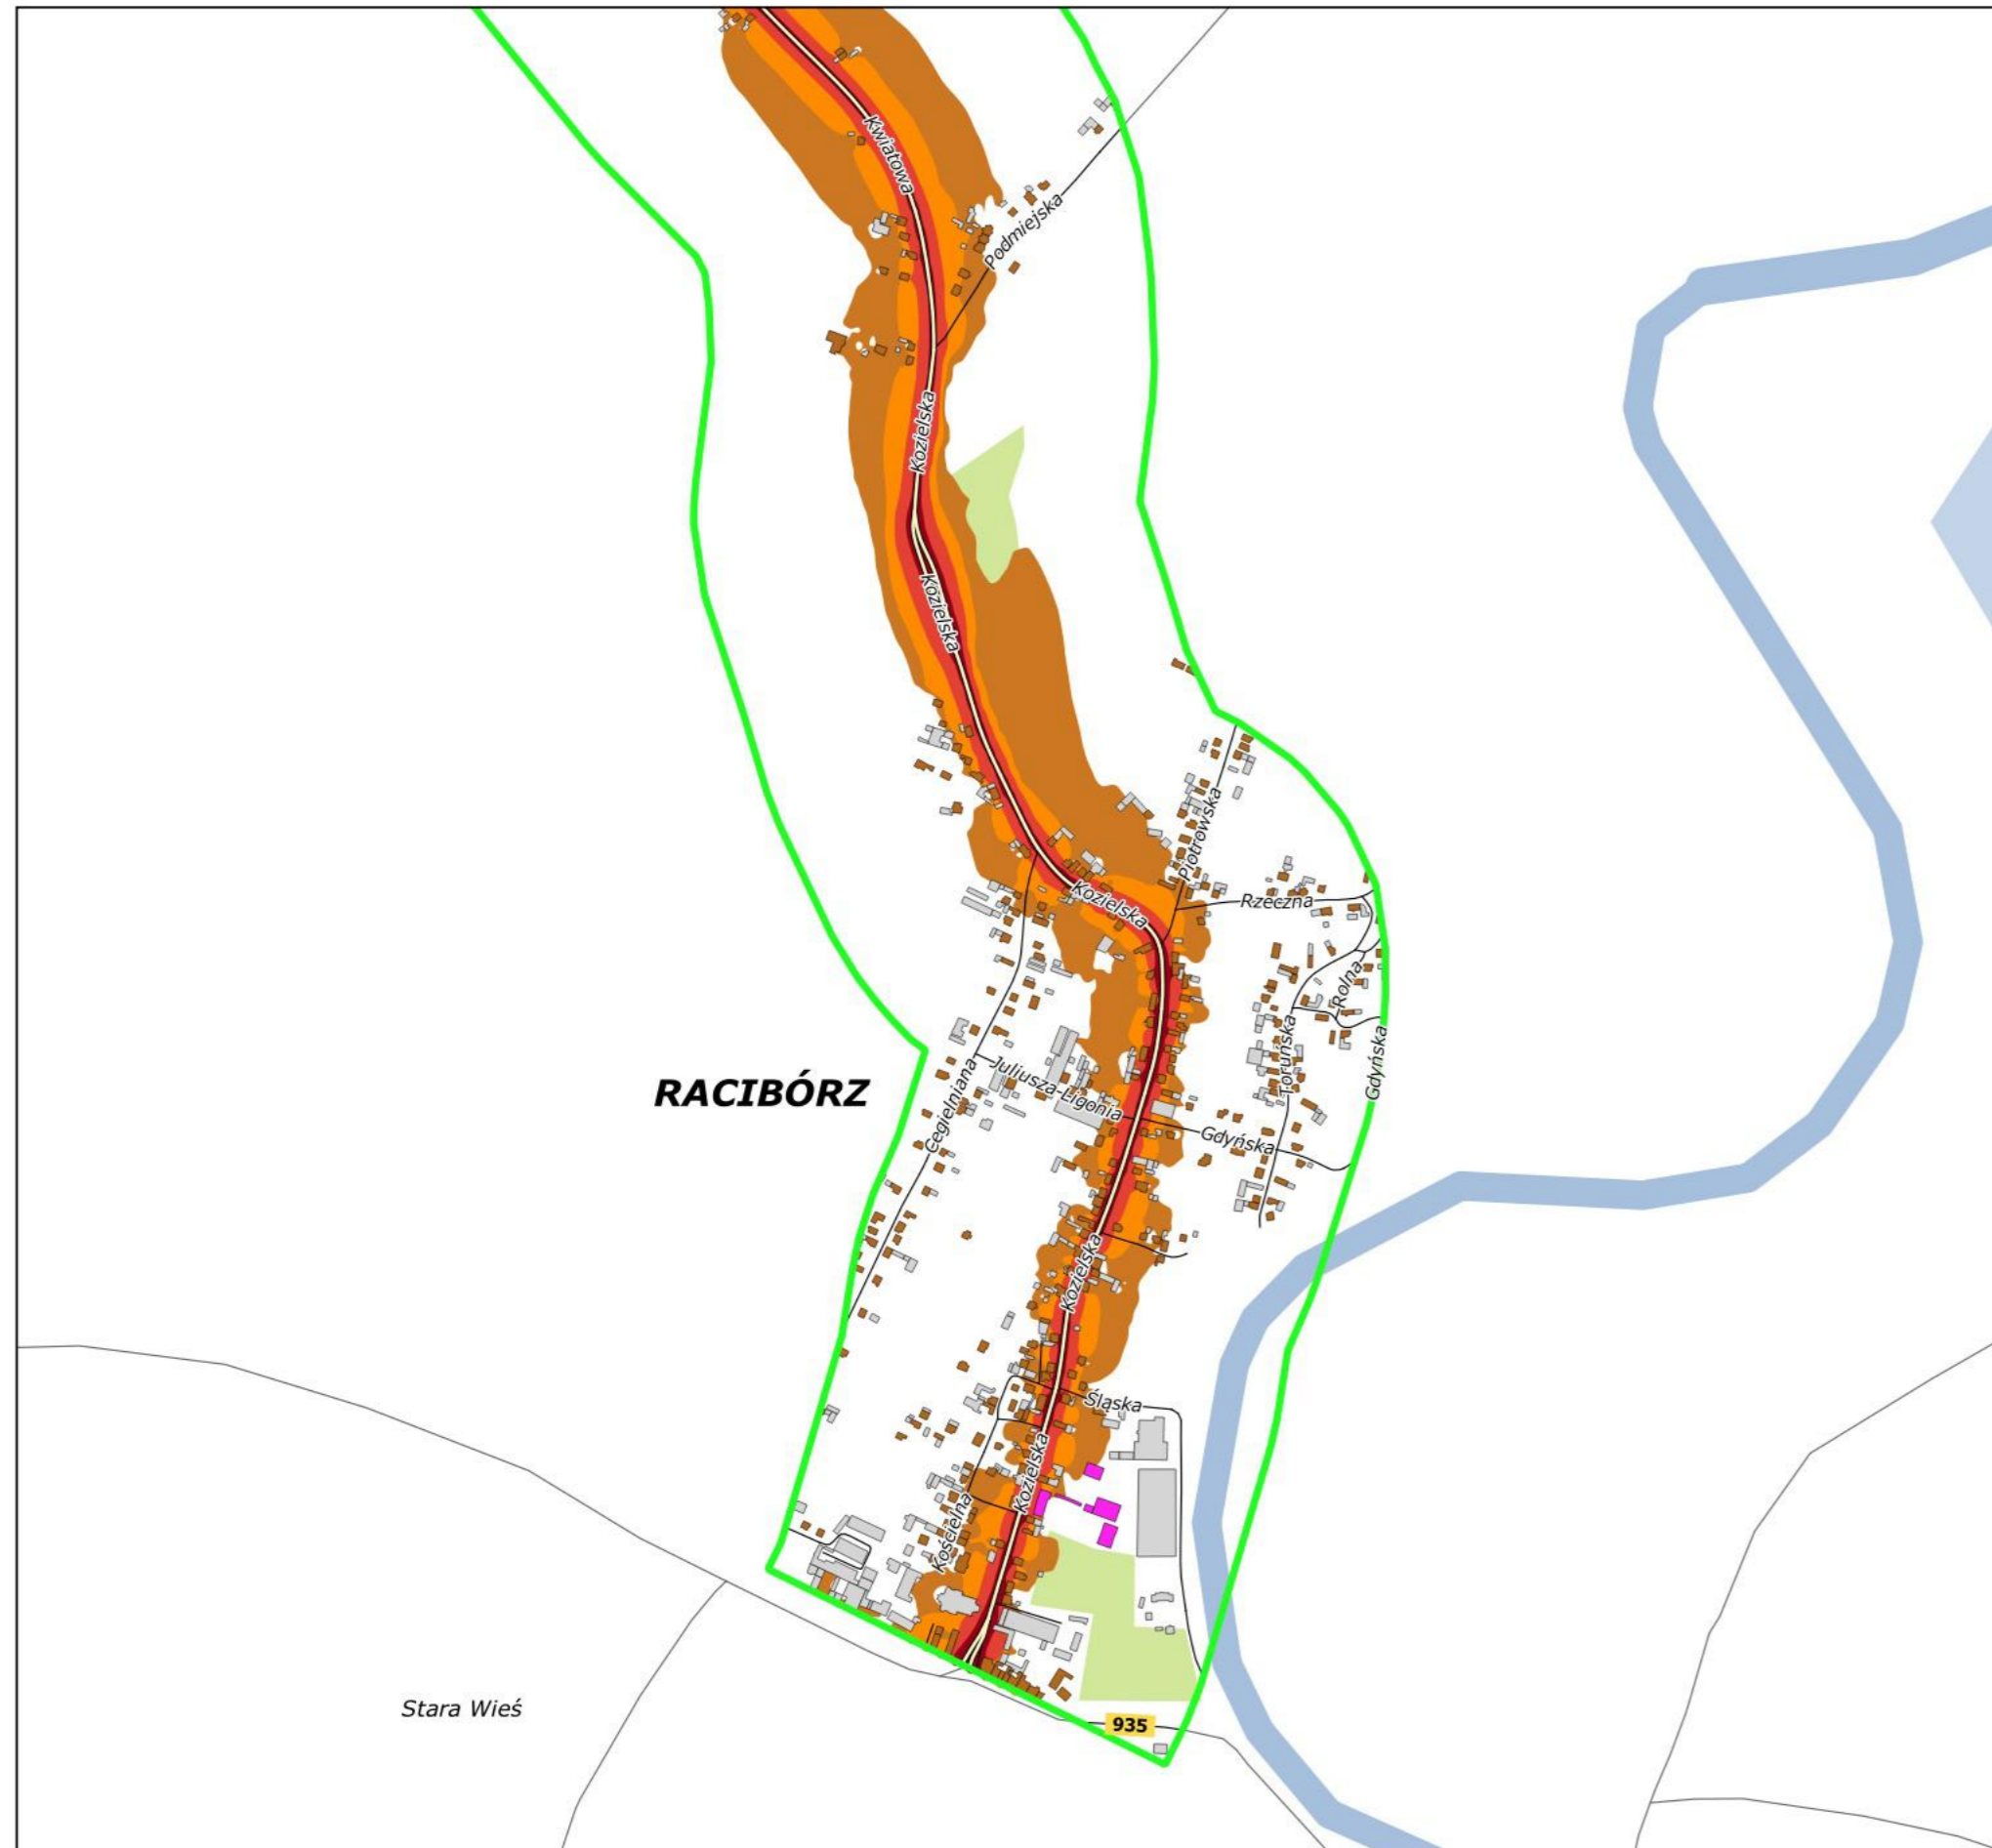 Kwiatowa
Podmiejska
Kozielska
Kozielska
Piotrowska
Kozielska
Rzeczna
Rolna
Toruńska
Gdyńska
Juliusza-Ligonia
Cegielniana
RACIBÓRZ
Gdyńska
Kozielska
Śląska
Kozielska
Kościelna
Stara Wieś
935